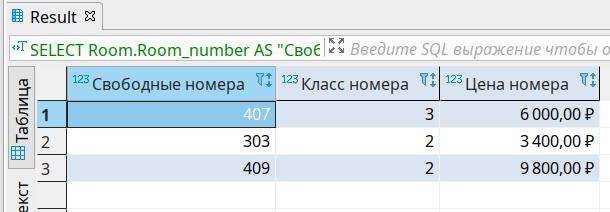 Result
SELECT Room.Room_number AS "Своб
Введите SQL выражение чтобы о
Таблица
123 Свободные номера
123 Класс номера
123 Цена номера
1 407 3 6 000,00 ₽
2 303 2 3 400,00 ₽
3 409 2 9 800,00 ₽
екст